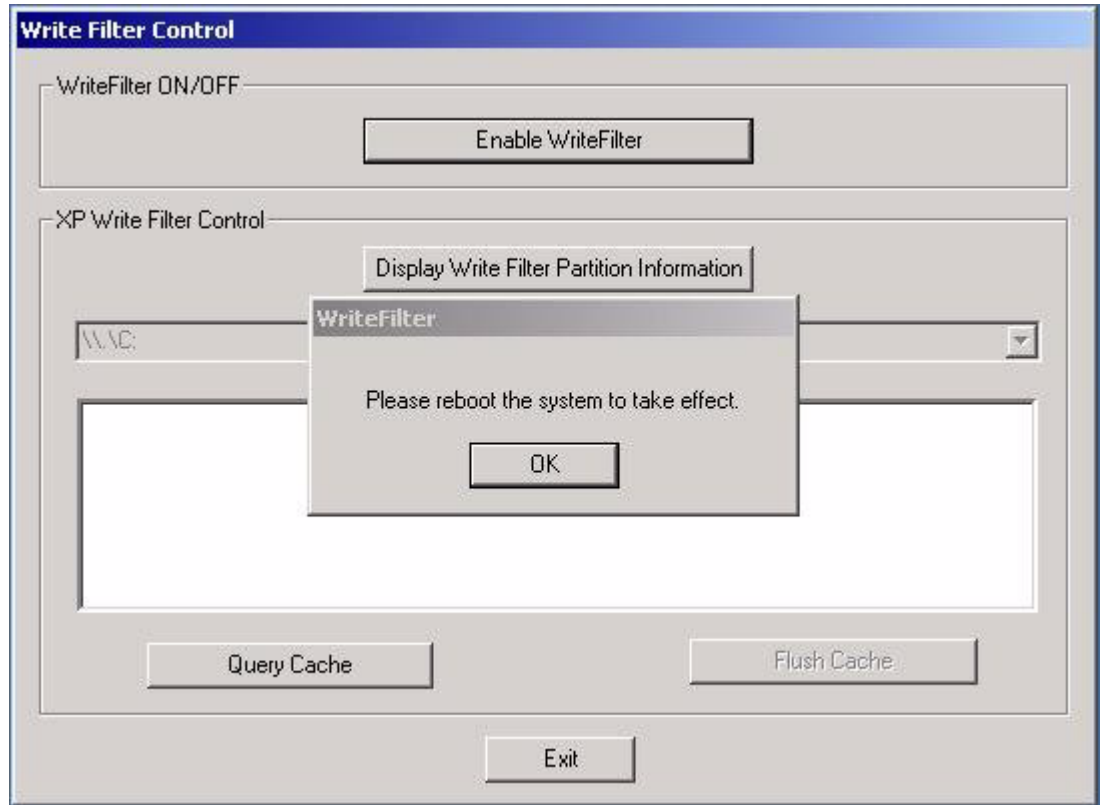 Write Filter Control
WriteFilter ON/OFF
Enable WriteFilter
XP Write Filter Control
Display Write Filter Partition Information
\\.\C:
WriteFilter
Please reboot the system to take effect.
OK
Query Cache
Flush Cache
Exit